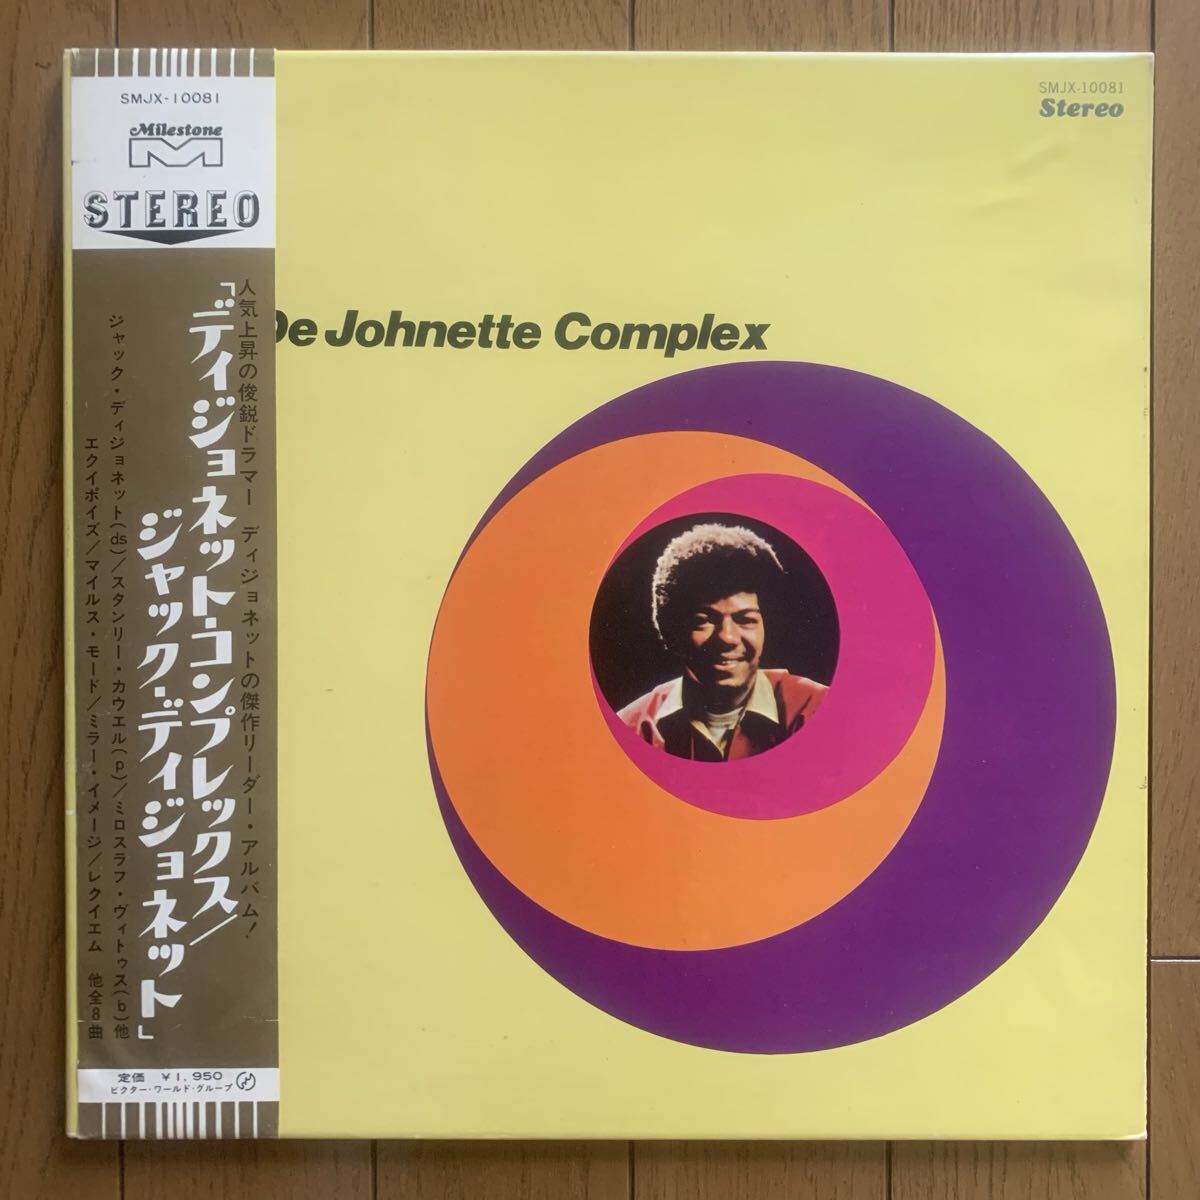 SMJX-10081
Milestone
STEREO
人気上昇の俊鋭ドラマー ディジョネットの傑作リーダー・アルバム!
「ディジョネット・コンプレックス/
ジャック・ディジョネット」
ジャック・ディジョネット(ds)/スタンリー・カウエル(p)/ミロスラフ・ヴィトゥス(b)他
エクイポイズ/マイルス・モード/ミラー・イメージ/レクイエム 他全8曲
定価 ¥1,950
ビクター・ワールド・グループ
SMJX-10081
Stereo
De Johnette Complex